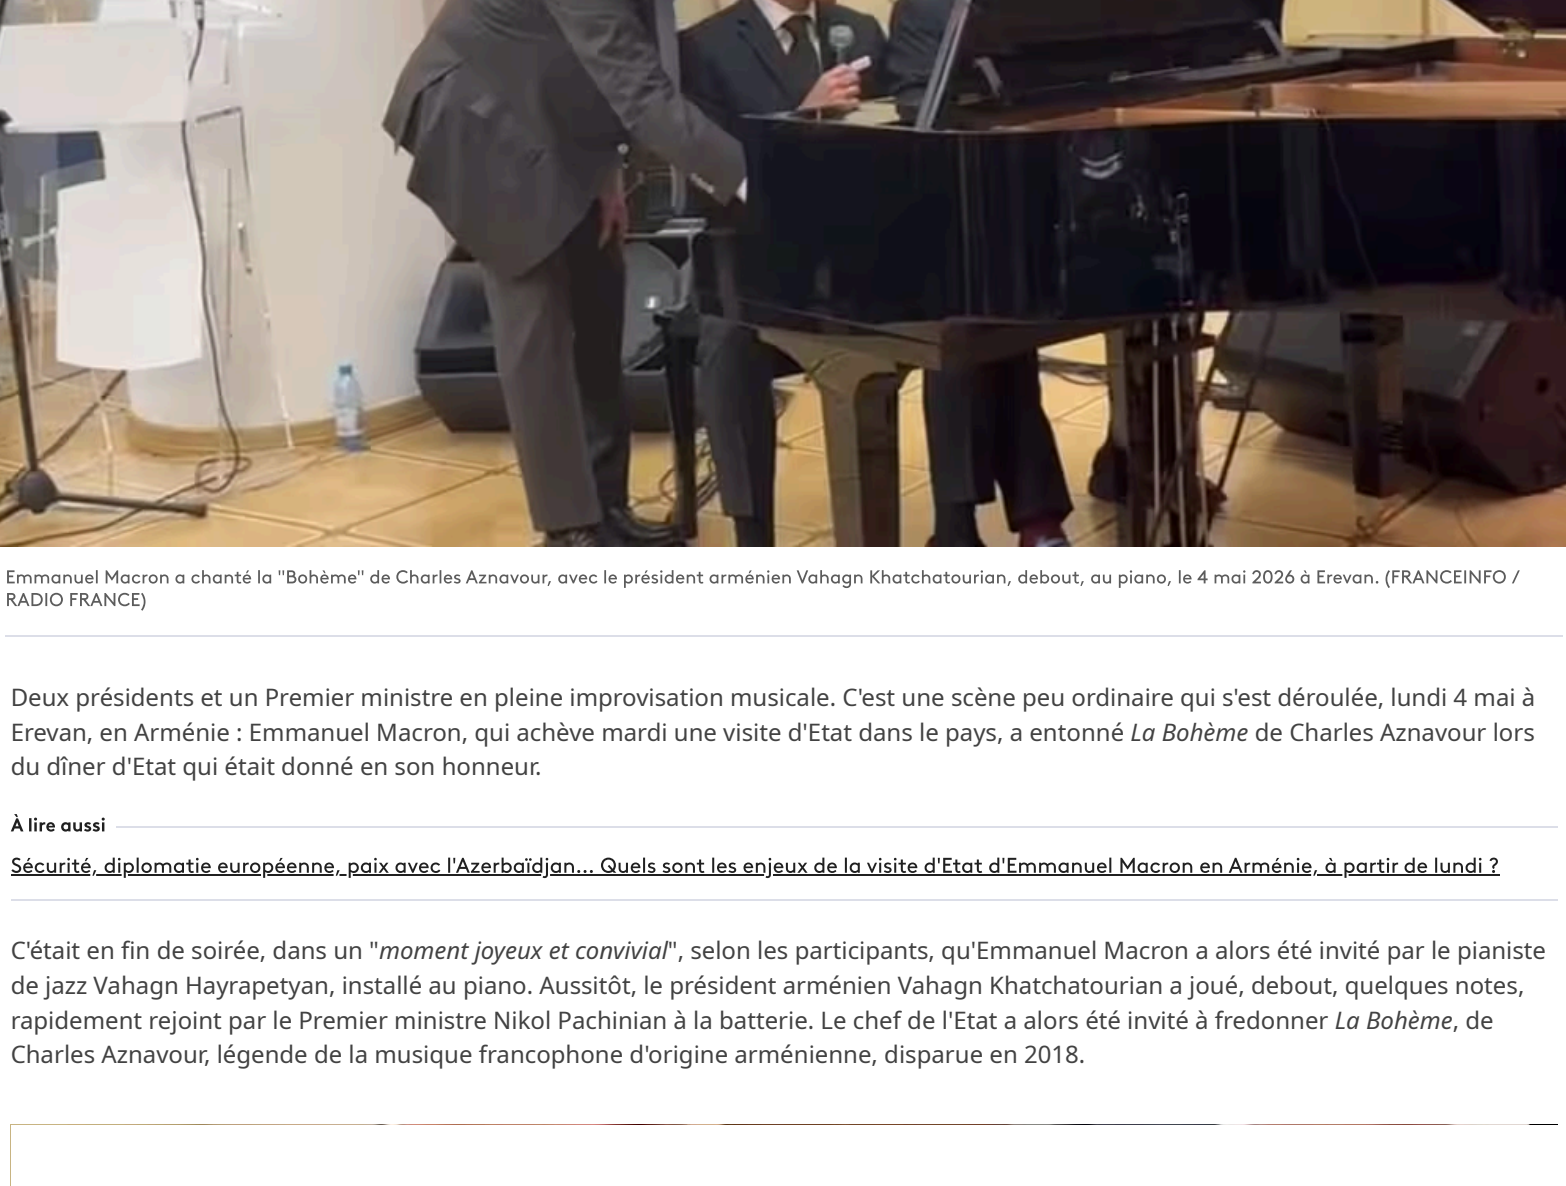 Emmanuel Macron a chanté la "Bohème" de Charles Aznavour, avec le président arménien Vahagn Khatchatourian, debout, au piano, le 4 mai 2026 à Erevan. (FRANCEINFO /
RADIO FRANCE)
Deux présidents et un Premier ministre en pleine improvisation musicale. C'est une scène peu ordinaire qui s'est déroulée, lundi 4 mai à
Erevan, en Arménie : Emmanuel Macron, qui achève mardi une visite d'Etat dans le pays, a entonné La Bohème de Charles Aznavour lors
du dîner d'Etat qui était donné en son honneur.
À lire aussi
Sécurité, diplomatie européenne, paix avec l'Azerbaïdjan... Quels sont les enjeux de la visite d'Etat d'Emmanuel Macron en Arménie, à partir de lundi ?
C'était en fin de soirée, dans un "moment joyeux et convivial", selon les participants, qu'Emmanuel Macron a alors été invité par le pianiste
de jazz Vahagn Hayrapetyan, installé au piano. Aussitôt, le président arménien Vahagn Khatchatourian a joué, debout, quelques notes,
rapidement rejoint par le Premier ministre Nikol Pachinian à la batterie. Le chef de l'Etat a alors été invité à fredonner La Bohème, de
Charles Aznavour, légende de la musique francophone d'origine arménienne, disparue en 2018.